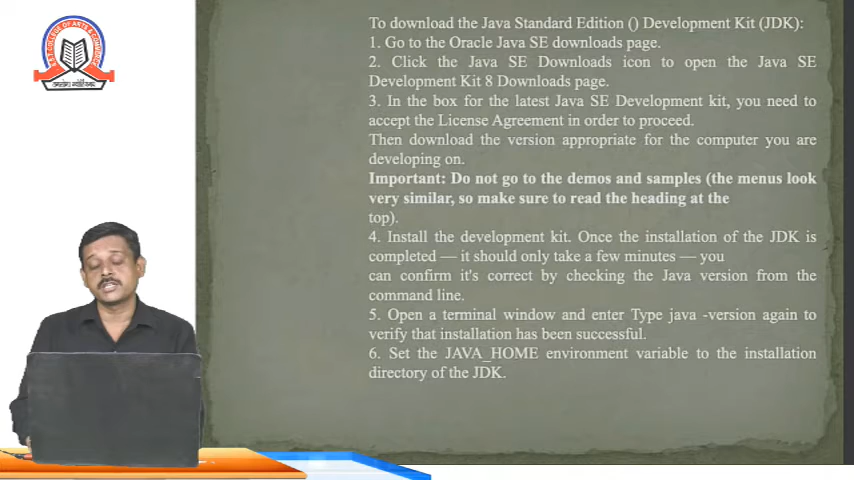 COLLEGE OF ARTS & COMMERCE
To download the Java Standard Edition () Development Kit (JDK):
1. Go to the Oracle Java SE downloads page.
2. Click the Java SE Downloads icon to open the Java SE
Development Kit 8 Downloads page.
3. In the box for the latest Java SE Development kit, you need to
accept the License Agreement in order to proceed.
Then download the version appropriate for the computer you are
developing on.
Important: Do not go to the demos and samples (the menus look
very similar, so make sure to read the heading at the
top).
4. Install the development kit. Once the installation of the JDK is
completed — it should only take a few minutes — you
can confirm it's correct by checking the Java version from the
command line.
5. Open a terminal window and enter Type java -version again to
verify that installation has been successful.
6. Set the JAVA_HOME environment variable to the installation
directory of the JDK.